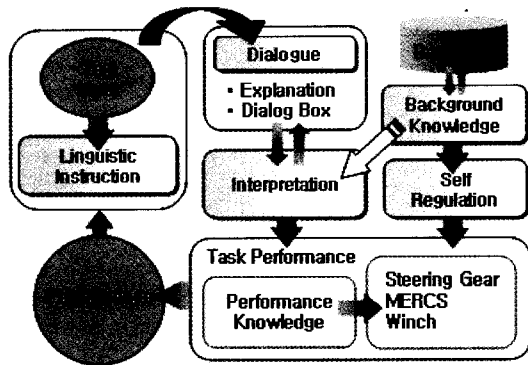 Dialogue
• Explanation
• Dialog Box
Linguistic
Instruction
Background
Knowledge
Interpretation
Self
Regulation
Task Performance
Performance
Knowledge
Steering Gear
MERCS
Winch